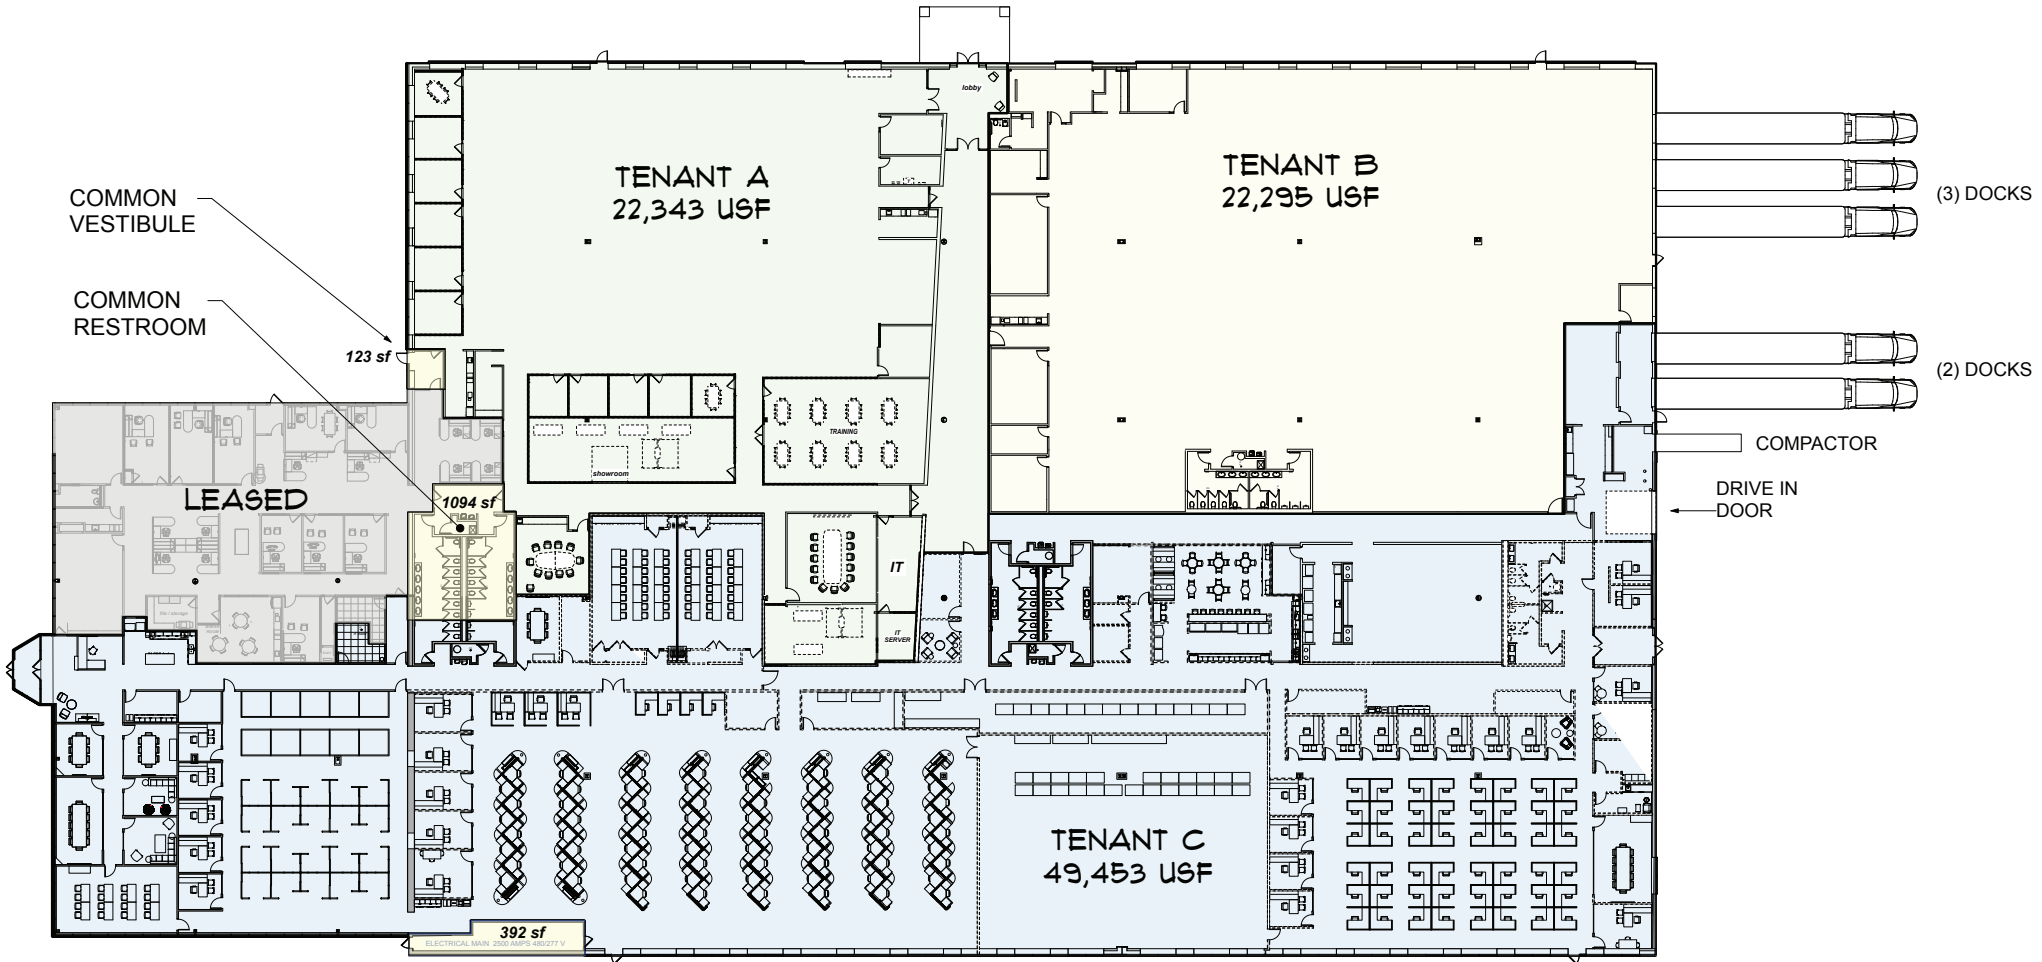 lobby
TENANT A
22,343 USF
TENANT B
22,295 USF
COMMON
VESTIBULE
(3) DOCKS
COMMON
RESTROOM
123 sf
(2) DOCKS
TRAINING
COMPACTOR
showroom
LEASED
1094 sf
DRIVE IN
DOOR
IT
IT
SERVER
TENANT C
49,453 USF
392 sf
ELECTRICAL MAIN 2500 AMPS 480/277 V